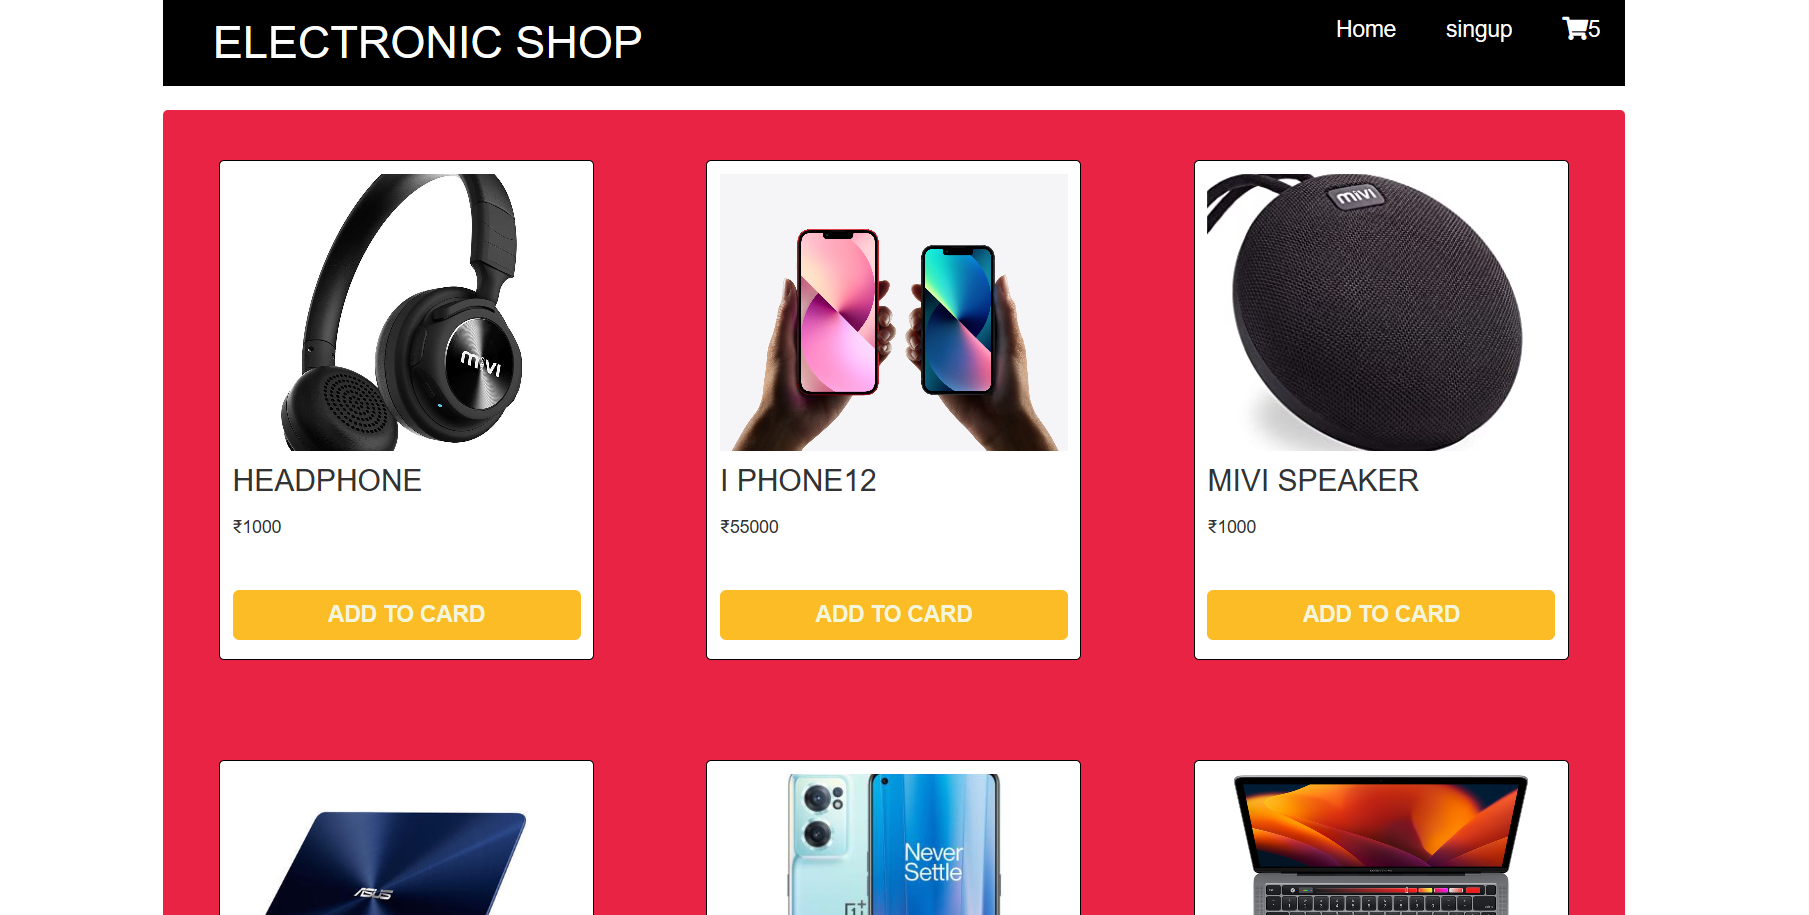 ELECTRONIC SHOP
Home
singup
5
mivi
mivi
HEADPHONE
I PHONE12
MIVI SPEAKER
₹1000
₹55000
₹1000
ADD TO CARD
ADD TO CARD
ADD TO CARD
ASUS
Never
Settle